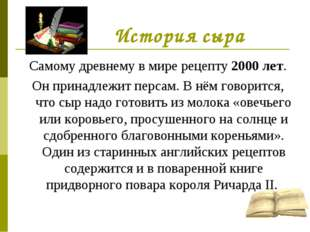 История сыра
Самому древнему в мире рецепту 2000 лет.
Он принадлежит персам. В нём говорится,
что сыр надо готовить из молока «овечьего
или коровьего, просушенного на солнце и
сдобренного благовонными кореньями».
Один из старинных английских рецептов
содержится и в поваренной книге
придворного повара короля Ричарда II.